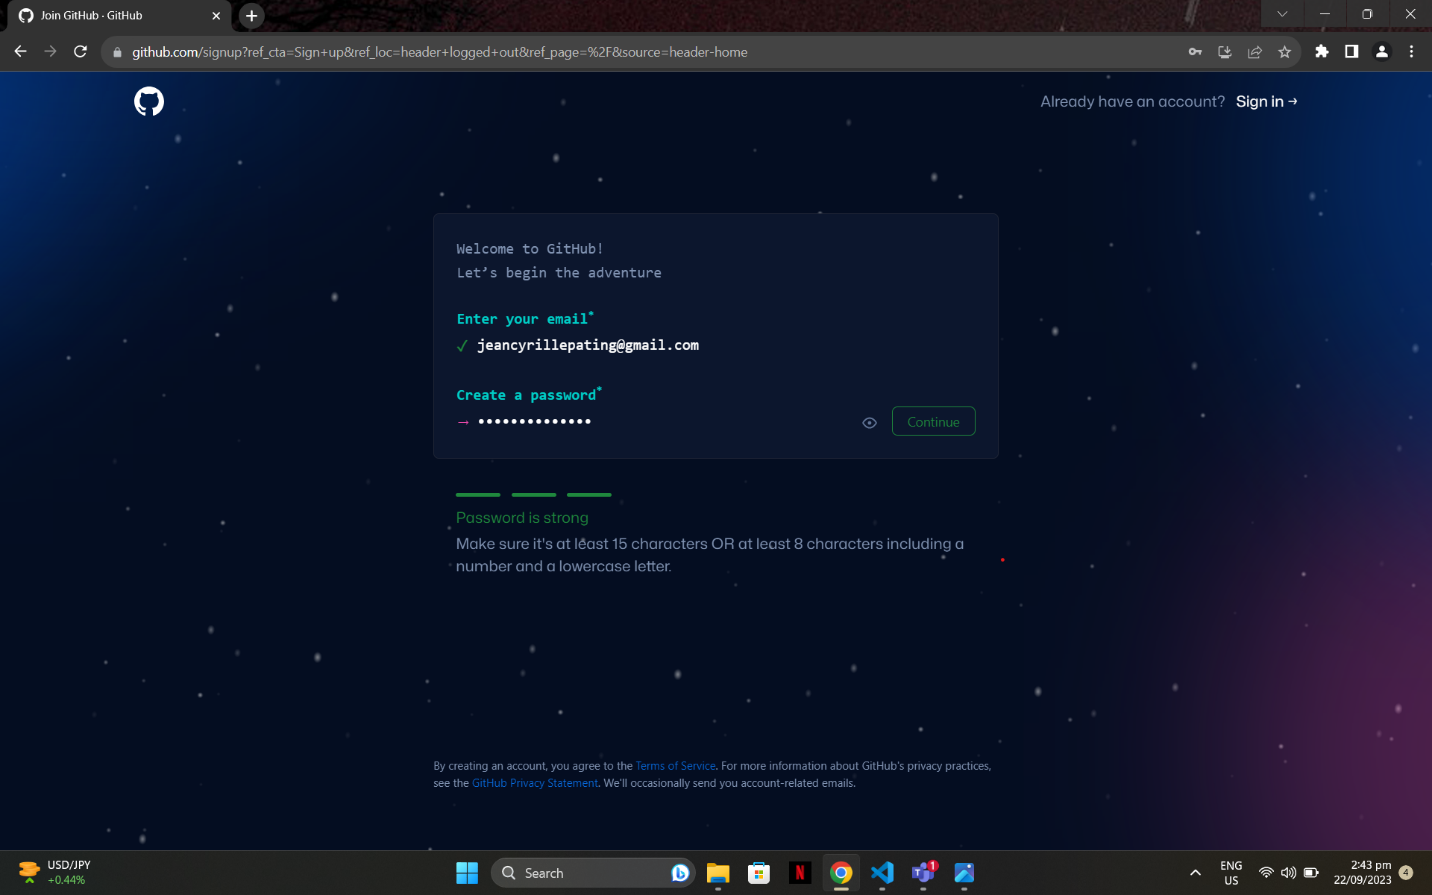 Join GitHub · GitHub
github.com/signup?ref_cta=Sign+up&ref_loc=header+logged+out&ref_page=%2F&source=header-home
Already have an account? Sign in →
Welcome to GitHub!
Let’s begin the adventure
Enter your email*
✓ jeancyrillepating@gmail.com
Create a password*
→ ••••••••••••••
Continue
Password is strong
Make sure it's at least 15 characters OR at least 8 characters including a
number and a lowercase letter.
By creating an account, you agree to the Terms of Service. For more information about GitHub's privacy practices,
see the GitHub Privacy Statement. We'll occasionally send you account-related emails.
USD/JPY
+0.44%
Search
N
1
ENG
US
2:43 pm
22/09/2023
4